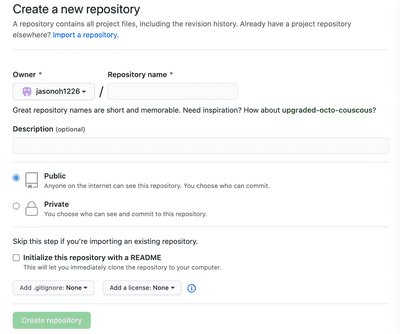 Create a new repository
A repository contains all project files, including the revision history. Already have a project repository
elsewhere? Import a repository.
Owner * Repository name *
jasonoh1226 /
Great repository names are short and memorable. Need inspiration? How about upgraded-octo-couscous?
Description (optional)
Public
Anyone on the internet can see this repository. You choose who can commit.
Private
You choose who can see and commit to this repository.
Skip this step if you're importing an existing repository.
Initialize this repository with a README
This will let you immediately clone the repository to your computer.
Add .gitignore: None Add a license: None
Create repository